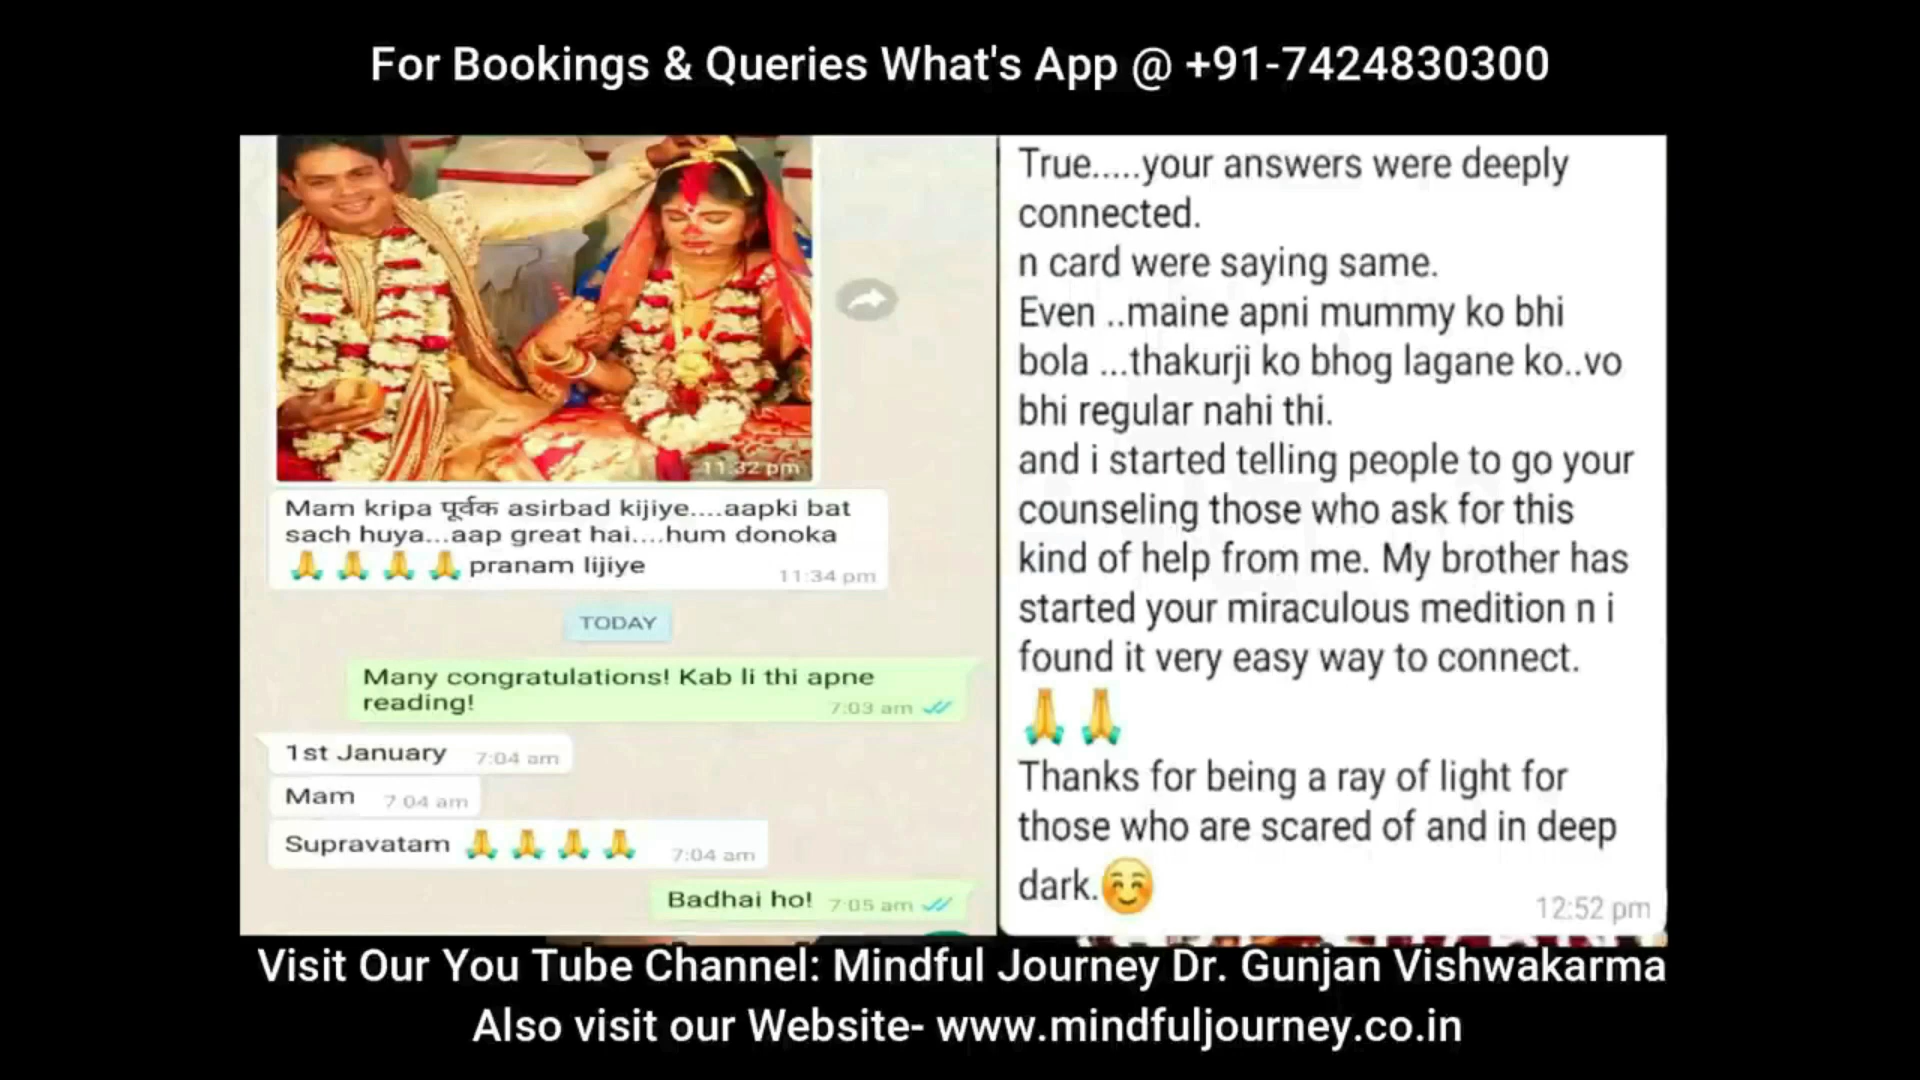 For Bookings & Queries What's App @ +91-7424830300
11:32 pm
Mam kripa पूर्वक asirbad kijiye....aapki bat
sach huya...aap great hai....hum donoka
🙏 🙏 🙏 🙏 pranam lijiye
11:34 pm
TODAY
Many congratulations! Kab li thi apne
reading!
7:03 am
1st January 7:04 am
Mam 7:04 am
Supravatam 🙏 🙏 🙏 🙏 7:04 am
Badhai ho! 7:05 am
True.....your answers were deeply
connected.
n card were saying same.
Even ..maine apni mummy ko bhi
bola ...thakurji ko bhog lagane ko..vo
bhi regular nahi thi.
and i started telling people to go your
counseling those who ask for this
kind of help from me. My brother has
started your miraculous medition n i
found it very easy way to connect.
🙏 🙏
Thanks for being a ray of light for
those who are scared of and in deep
dark.😊
12:52 pm
Visit Our You Tube Channel: Mindful Journey Dr. Gunjan Vishwakarma
Also visit our Website- www.mindfuljourney.co.in